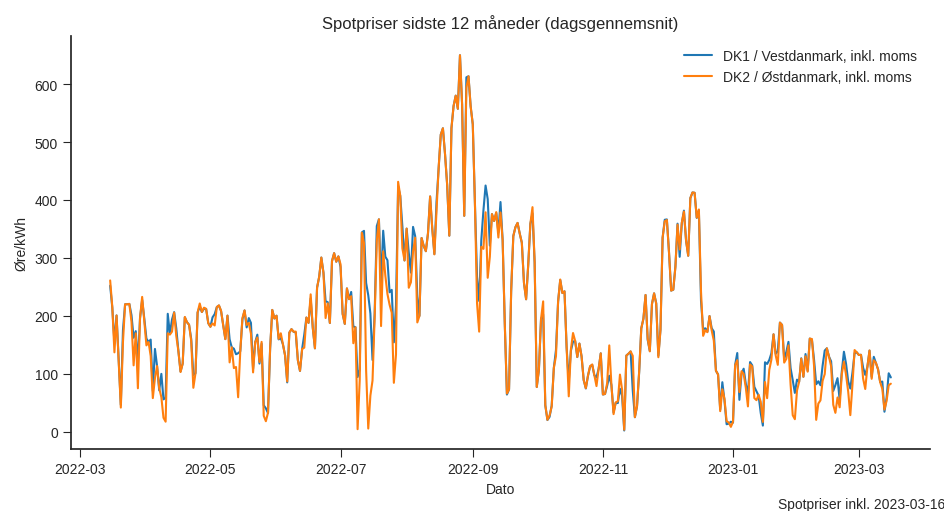 Spotpriser sidste 12 måneder (dagsgennemsnit)
DK1 / Vestdanmark, inkl. moms
DK2 / Østdanmark, inkl. moms
Øre/kWh
600
500
400
300
200
100
0
2022-03 2022-05 2022-07 2022-09 2022-11 2023-01 2023-03
Dato
Spotpriser inkl. 2023-03-16